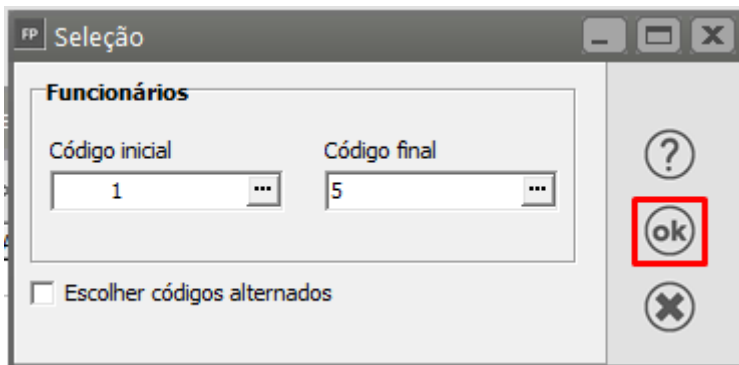 FP Seleção
Funcionários
Código inicial
Código final
1
5
Escolher códigos alternados
?
ok